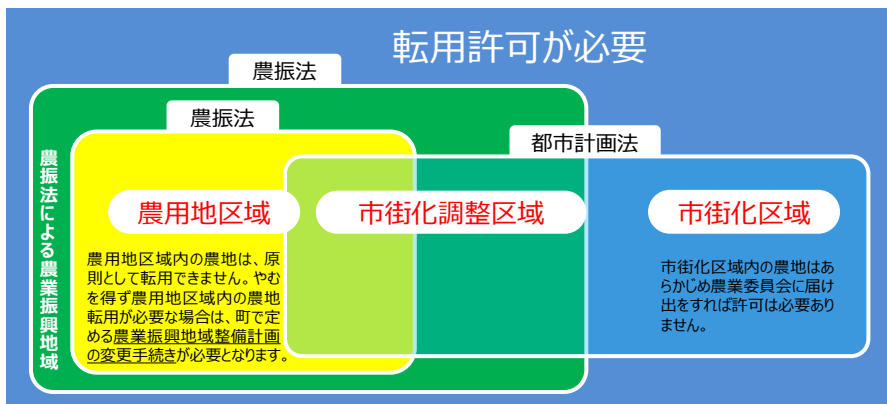 転用許可が必要
農振法
農振法
都市計画法
農振法による農業振興地域
農用地区域
市街化調整区域
市街化区域
農用地区域内の農地は、原
則として転用できません。やむ
を得ず農用地区域内の農地
転用が必要な場合は、町で定
める農業振興地域整備計画
の変更手続きが必要となります。
市街化区域内の農地はあ
らかじめ農業委員会に届け
出をすれば許可は必要あり
ません。